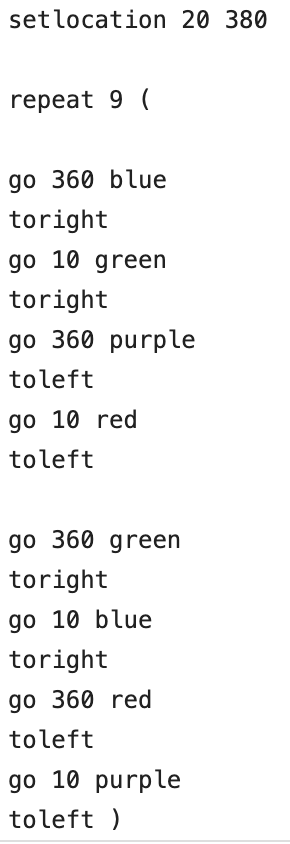 setlocation 20 380
repeat 9 (
go 360 blue
toright
go 10 green
toright
go 360 purple
toleft
go 10 red
toleft
go 360 green
toright
go 10 blue
toright
go 360 red
toleft
go 10 purple
toleft )